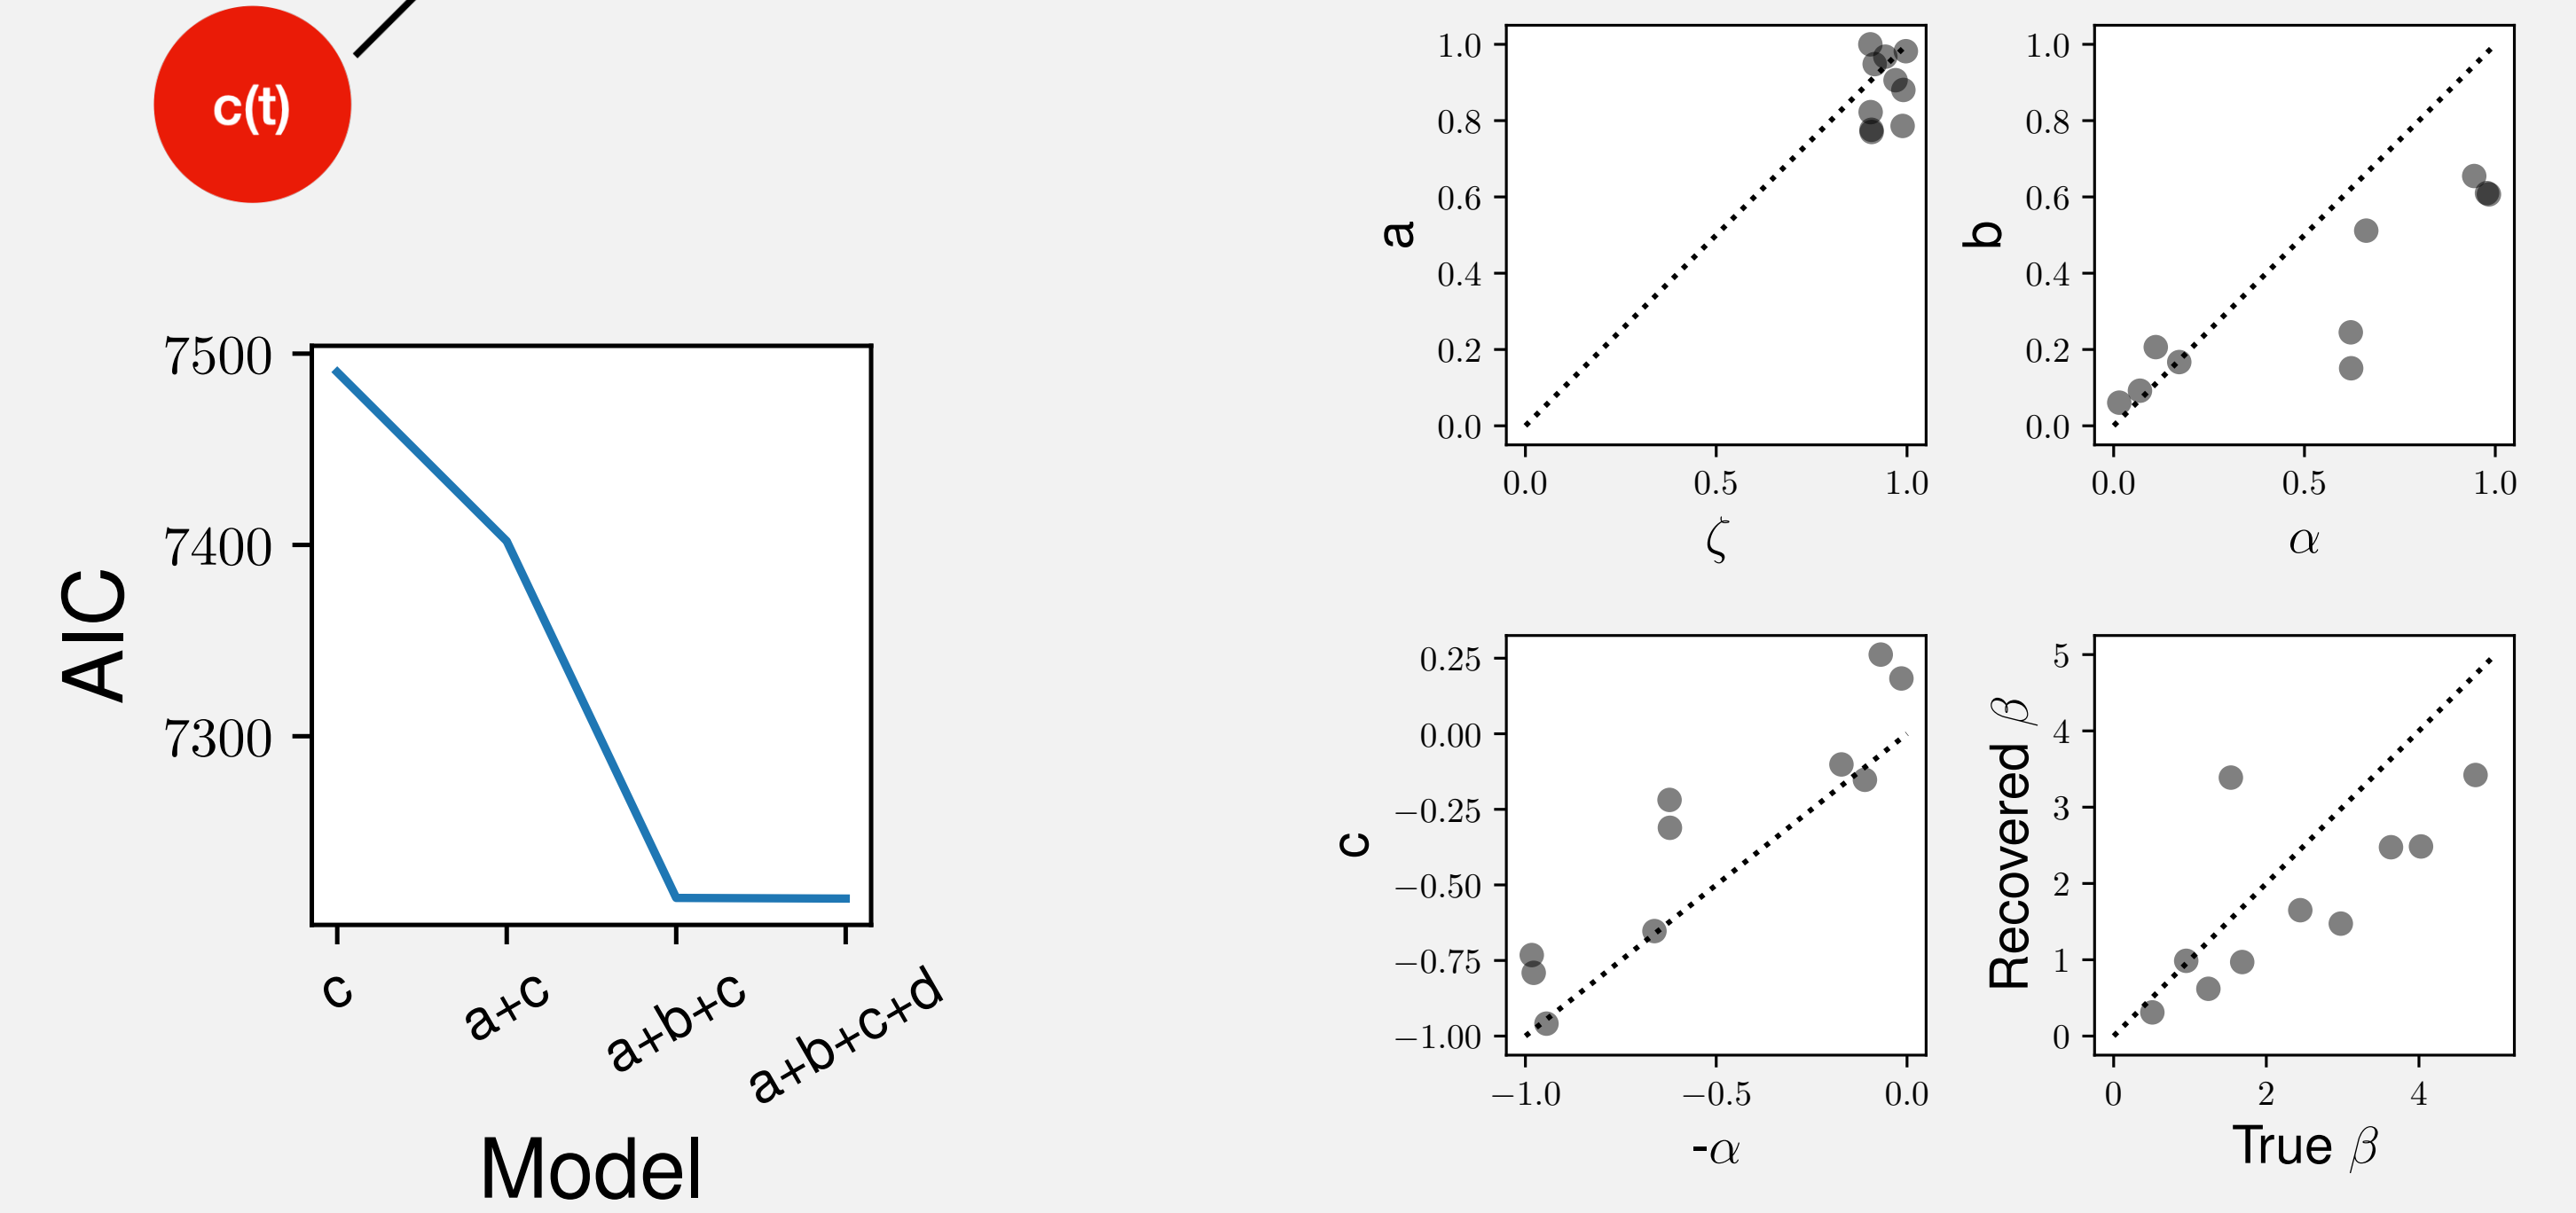 c(t)
7500
7400
7300
AIC
c
a+c
a+b+c
a+b+c+d
Model
1.0
0.8
0.6
0.4
0.2
0.0
a
0.0 0.5 1.0
ζ
1.0
0.8
0.6
0.4
0.2
0.0
b
0.0 0.5 1.0
α
0.25
0.00
−0.25
−0.50
−0.75
−1.00
c
−1.0 −0.5 0.0
-α
5
4
3
2
1
0
Recovered β
0 2 4
True β